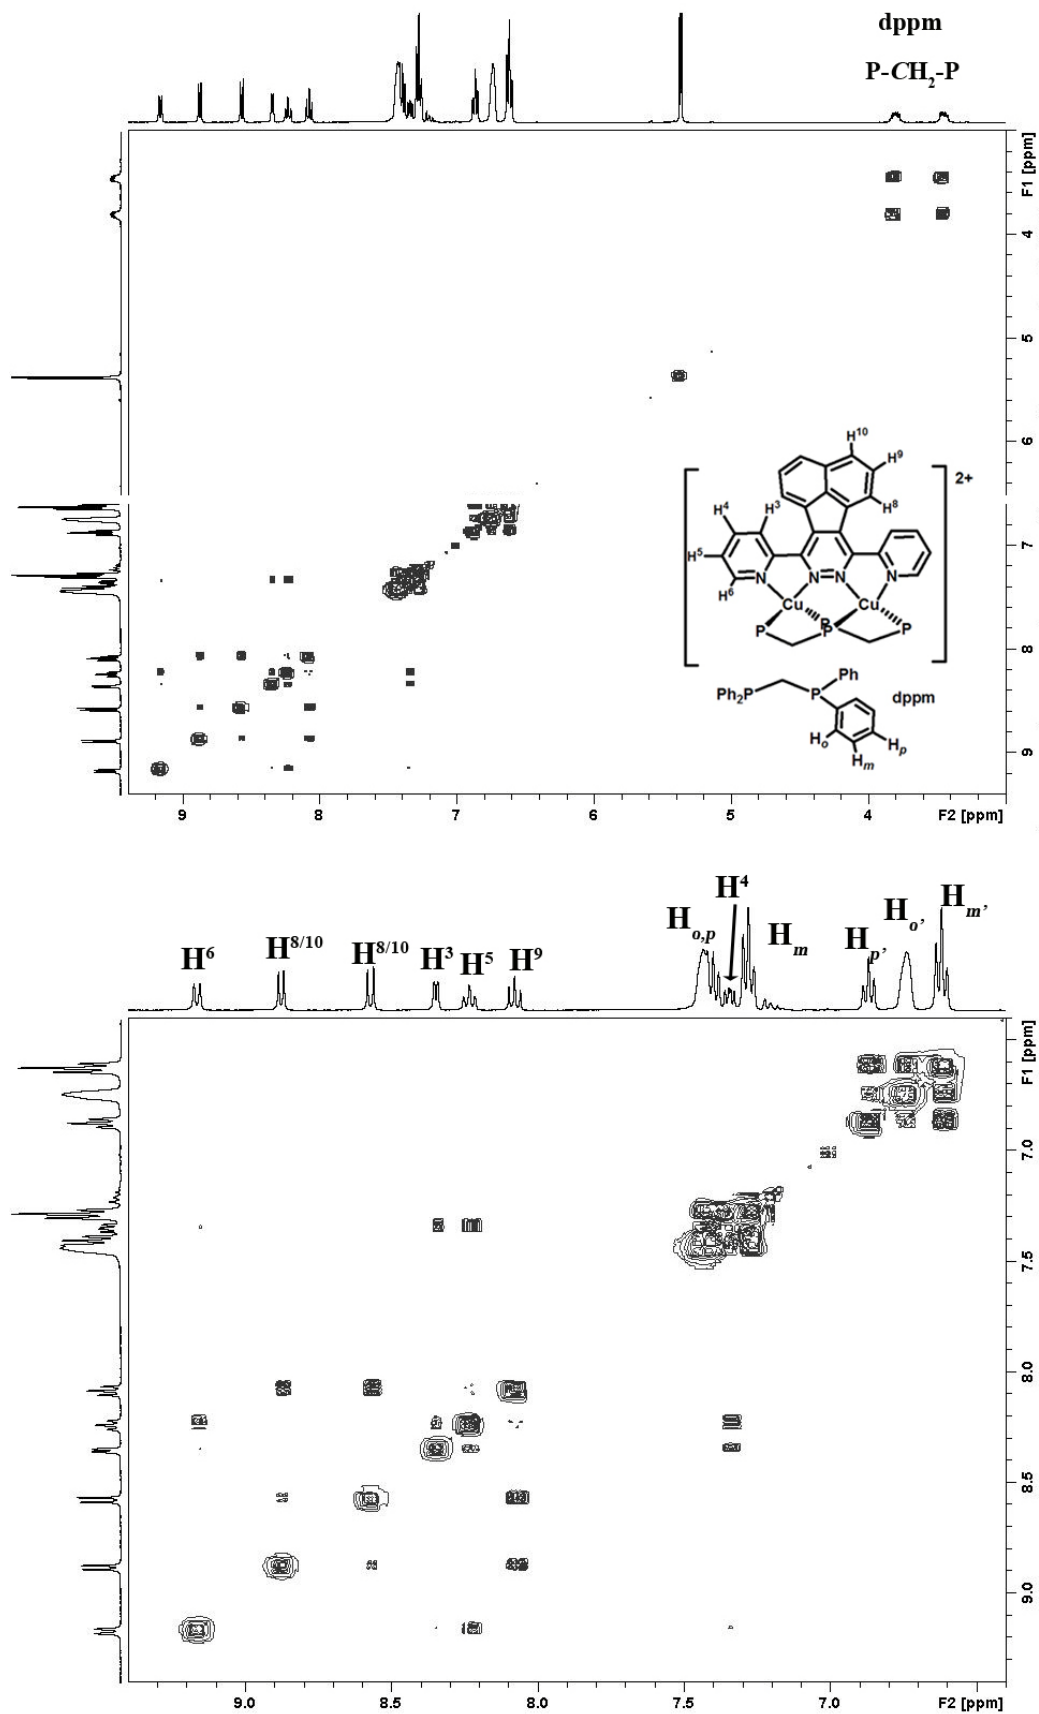 dppm
P-CH₂-P
F1 [ppm]
4
5
6
7
8
9
H¹⁰
H⁹
H⁸
H⁴
H³
H⁵
H⁶
N
N
N
N
Cu
Cu
P
P
P
P
2+
Ph₂P
P
Ph
dppm
Hₒ
Hₘ
Hₚ
9
8
7
6
5
4
F2 [ppm]
H⁶
H⁸/¹⁰
H⁸/¹⁰
H³
H⁵
H⁹
Ho,p
H⁴
Hm
Hp’
Ho’
Hm’
F1 [ppm]
7.0
7.5
8.0
8.5
9.0
9.0
8.5
8.0
7.5
7.0
F2 [ppm]